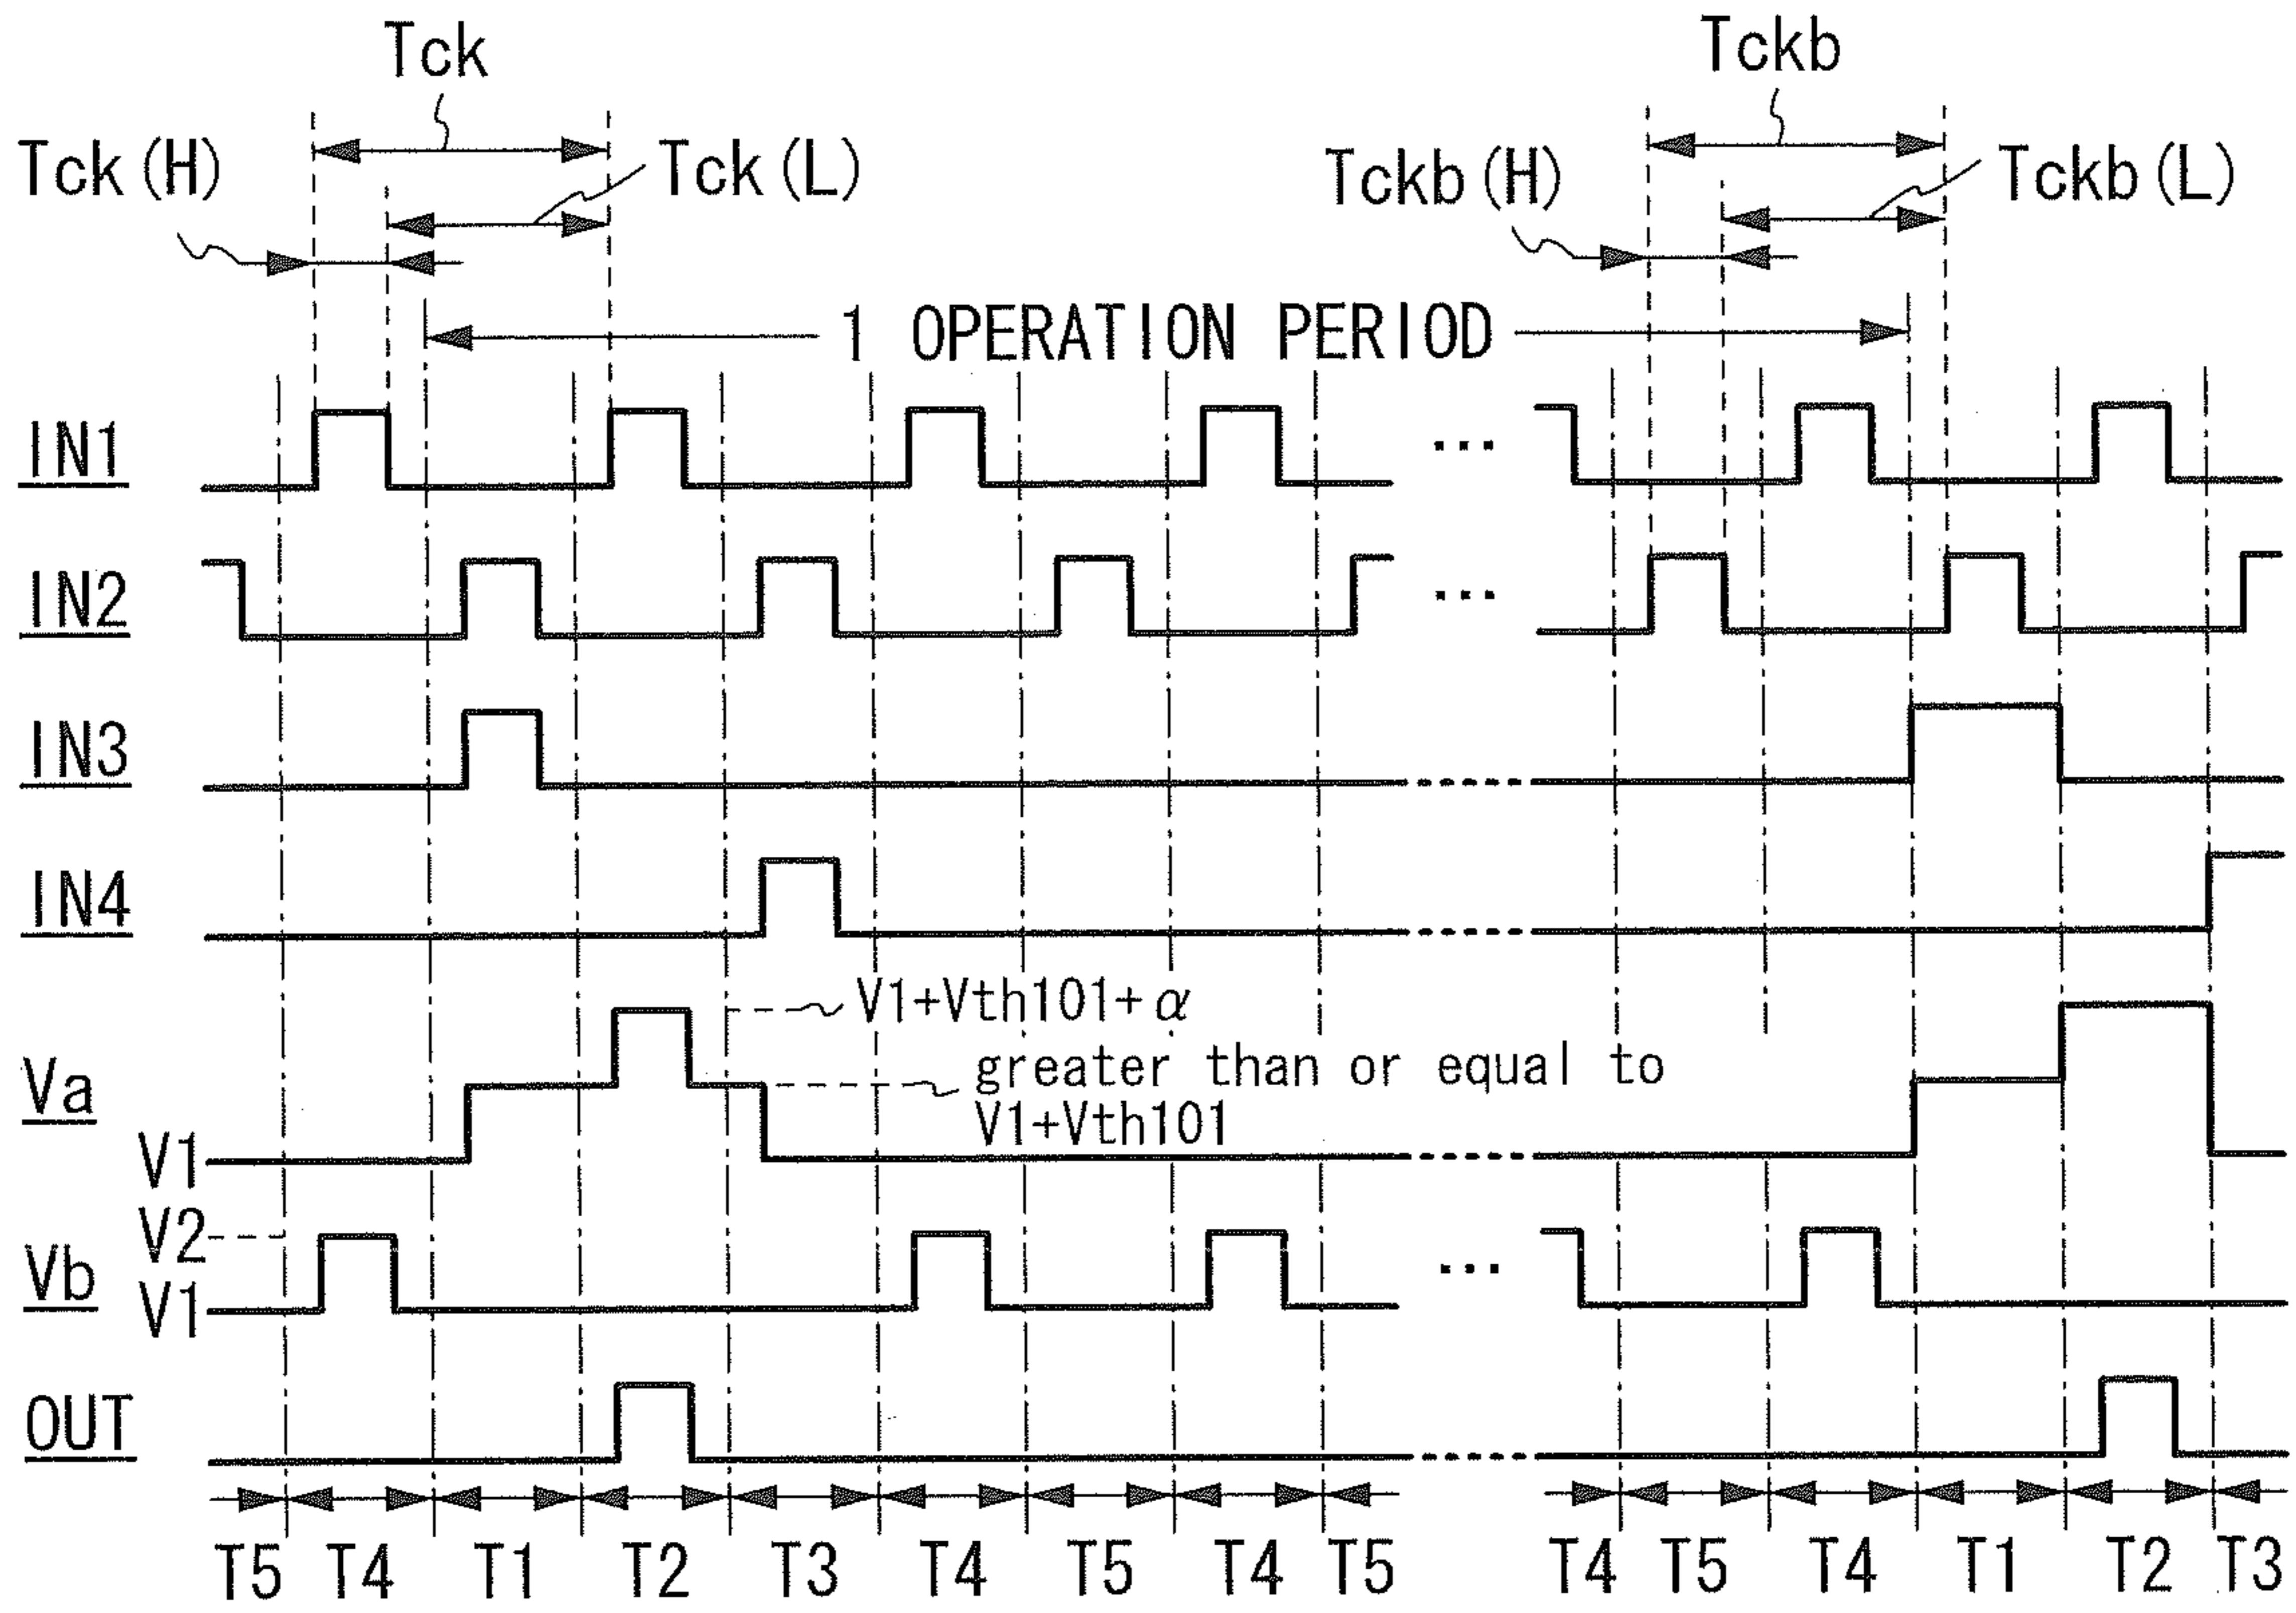 Tck
Tckb
Tck(H)
Tck(L)
Tckb(H)
Tckb(L)
1 OPERATION PERIOD
IN1
...
IN2
...
IN3
IN4
V1+Vth101+α
greater than or equal to
V1+Vth101
Va
V1
V2
Vb
V1
...
OUT
T5 T4 T1 T2 T3 T4 T5 T4 T5 T4 T5 T4 T1 T2 T3